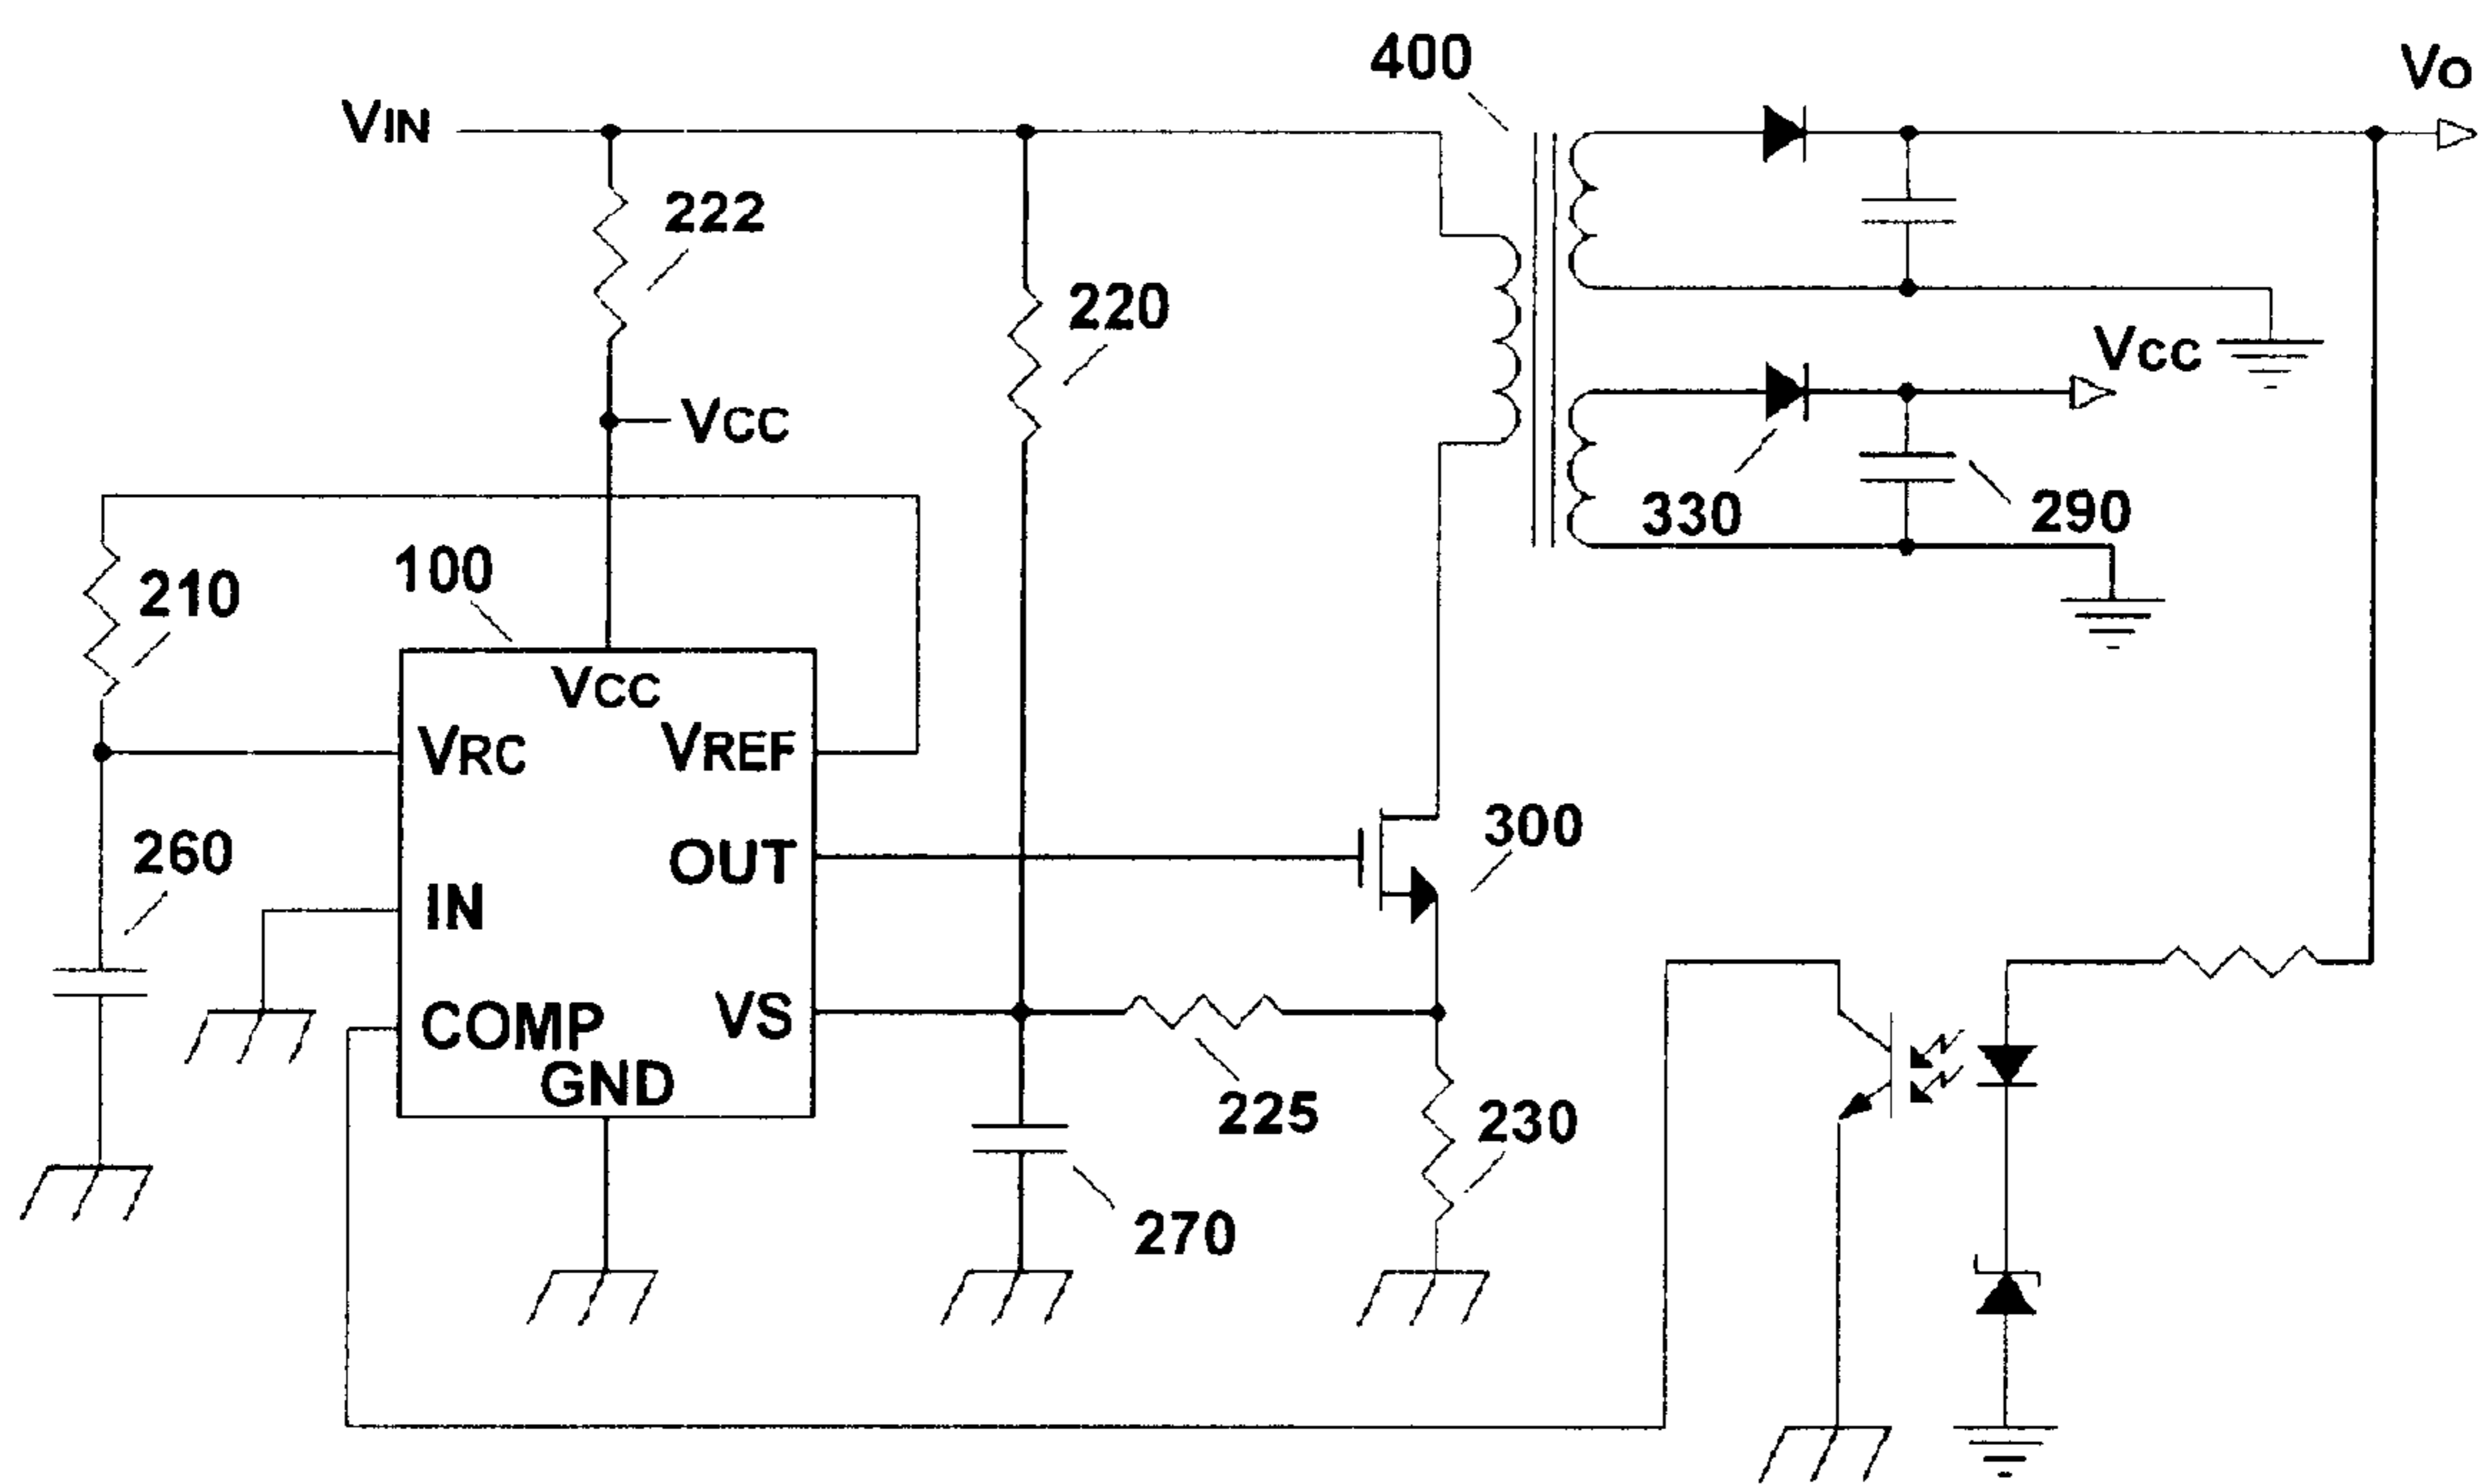 400
VO
VIN
222
220
VCC
VCC
330
290
100
210
VCC
VRC
VREF
300
260
OUT
IN
COMP
VS
GND
225
230
270